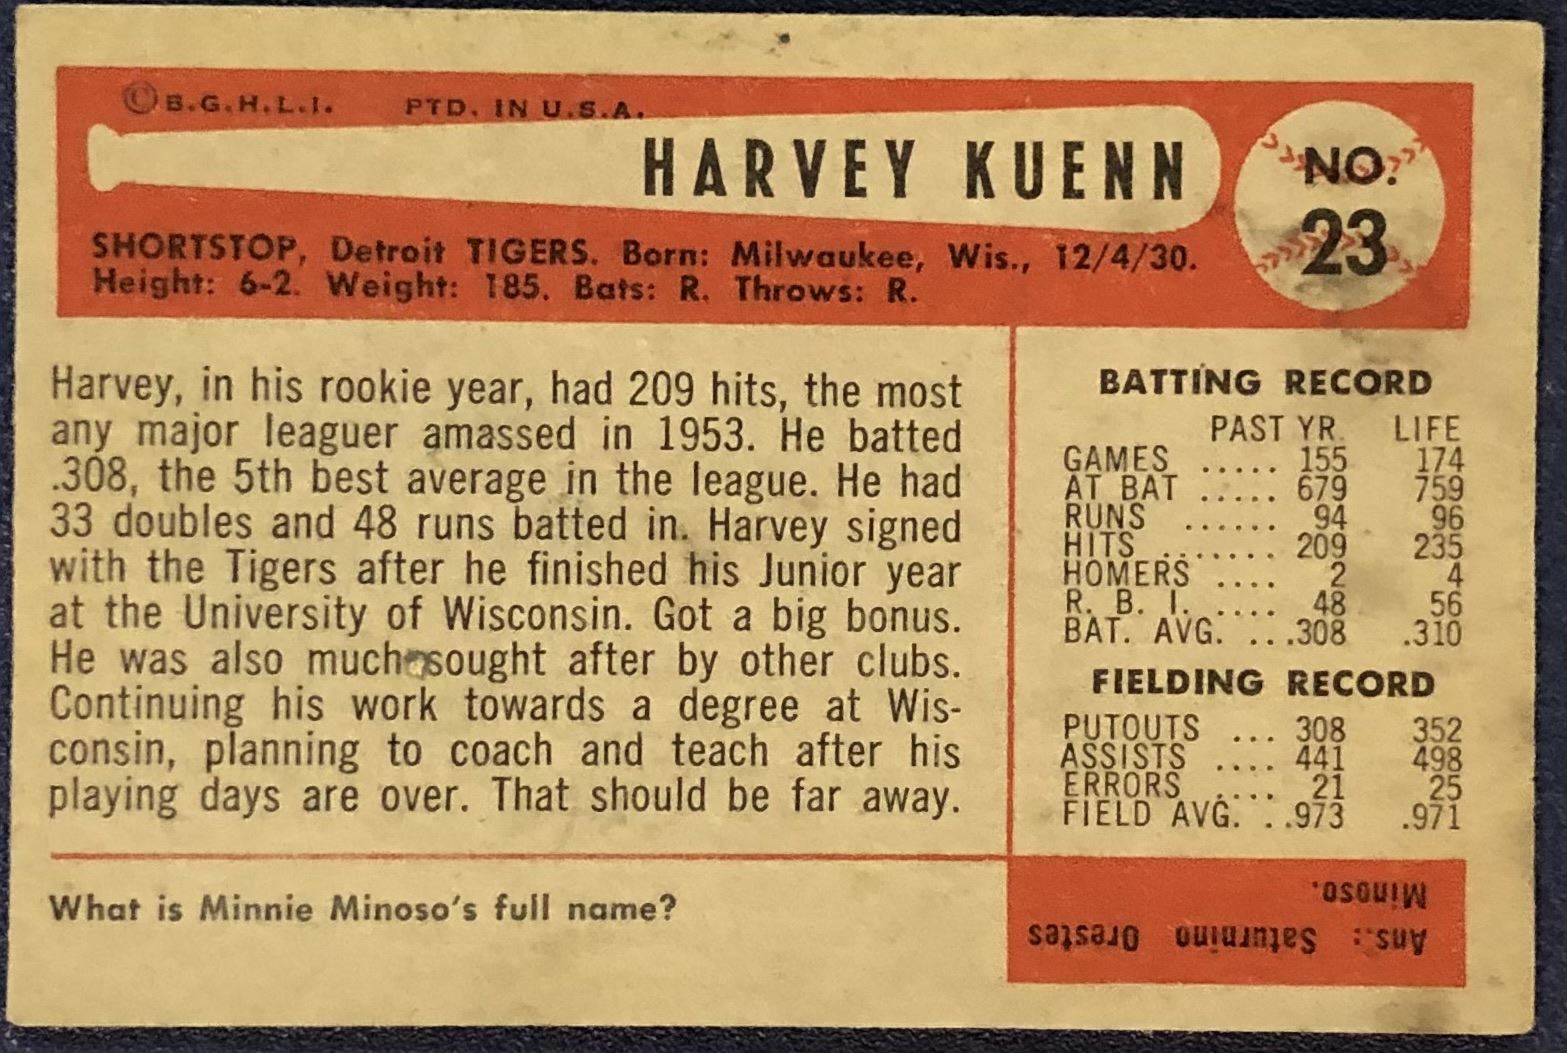 ©B.G.H.L.I. PTD. IN U.S.A.
HARVEY KUENN
NO.
23
SHORTSTOP, Detroit TIGERS. Born: Milwaukee, Wis., 12/4/30.
Height: 6-2. Weight: 185. Bats: R. Throws: R.
Harvey, in his rookie year, had 209 hits, the most
any major leaguer amassed in 1953. He batted
.308, the 5th best average in the league. He had
33 doubles and 48 runs batted in. Harvey signed
with the Tigers after he finished his Junior year
at the University of Wisconsin. Got a big bonus.
He was also much sought after by other clubs.
Continuing his work towards a degree at Wis-
consin, planning to coach and teach after his
playing days are over. That should be far away.
BATTING RECORD
PAST YR. LIFE
GAMES ..... 155 174
AT BAT ..... 679 759
RUNS ...... 94 96
HITS ....... 209 235
HOMERS .... 2 4
R. B. I. .... 48 56
BAT. AVG. ...308 .310
FIELDING RECORD
PUTOUTS ... 308 352
ASSISTS .... 441 498
ERRORS .... 21 25
FIELD AVG. ..973 .971
What is Minnie Minoso's full name?
Ans.: Saturnino Orestes
Minoso.